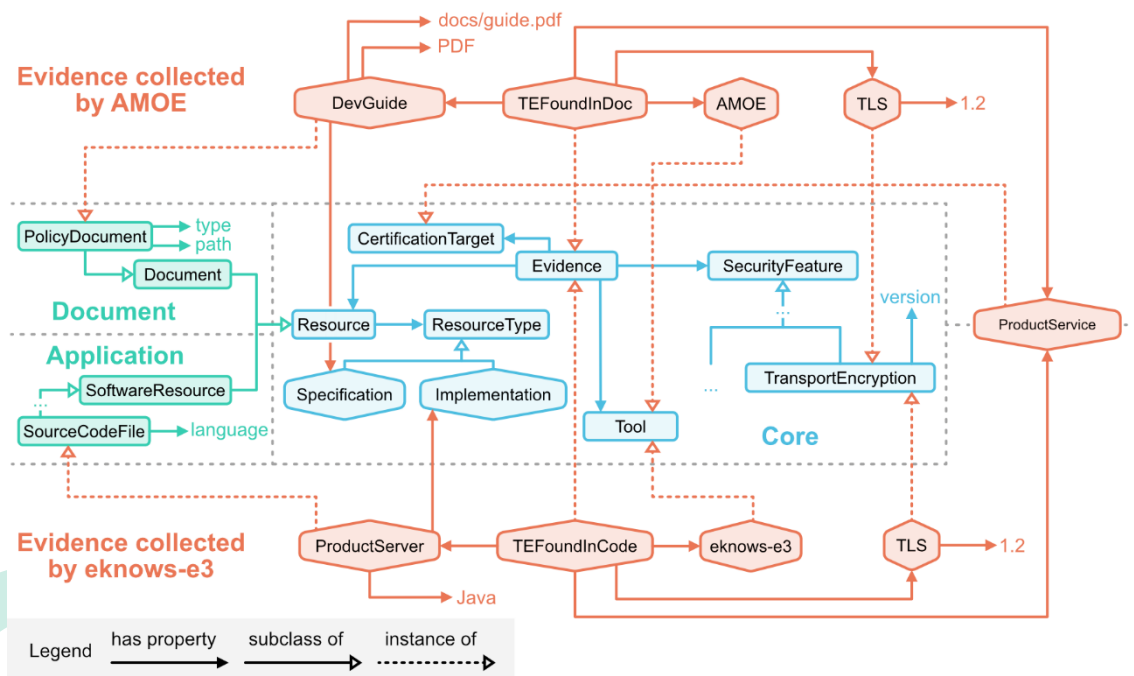 docs/guide.pdf
PDF
Evidence collected
by AMOE
DevGuide
TEFoundInDoc
AMOE
TLS
1.2
PolicyDocument
type
path
Document
CertificationTarget
Evidence
SecurityFeature
version
...
Document
Resource
ResourceType
ProductService
Application
SoftwareResource
...
SourceCodeFile
language
Specification
Implementation
...
TransportEncryption
Tool
Core
Evidence collected
by eknows-e3
ProductServer
TEFoundInCode
eknows-e3
TLS
1.2
Java
Legend
has property
subclass of
instance of